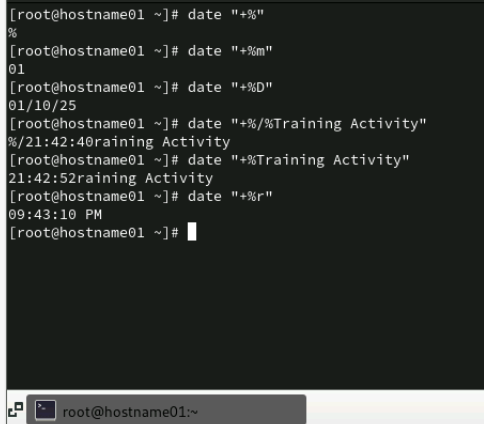 [root@hostname01 ~]# date "+%"
%
[root@hostname01 ~]# date "+%m"
01
[root@hostname01 ~]# date "+%D"
01/10/25
[root@hostname01 ~]# date "+%/%Training Activity"
%/21:42:40raining Activity
[root@hostname01 ~]# date "+%Training Activity"
21:42:52raining Activity
[root@hostname01 ~]# date "+%r"
09:43:10 PM
[root@hostname01 ~]#
root@hostname01:~